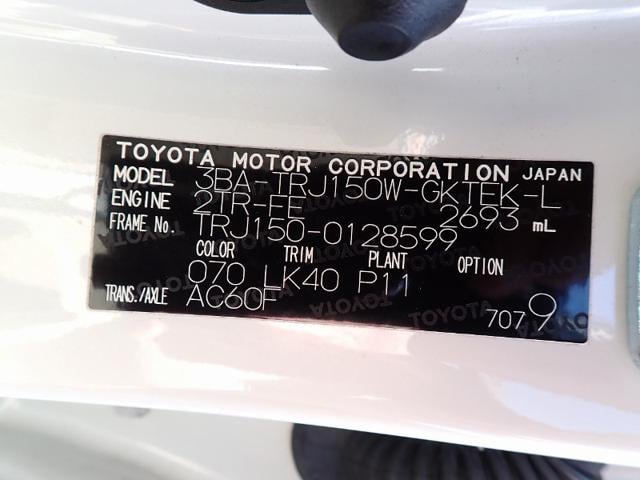 TOYOTA MOTOR CORPORATION JAPAN
MODEL 3BA-TRJ150W-GKTEK-L
ENGINE 2TR-FE 2693 mL
FRAME No. TRJ150-0128599
COLOR TRIM PLANT OPTION
070 LK40 P11
TRANS./AXLE AC60F
7079